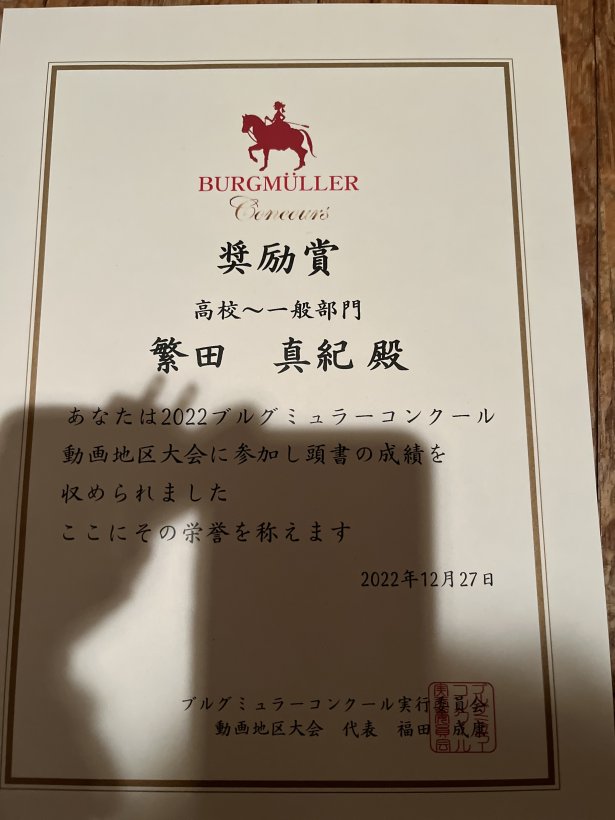 BURGMÜLLER
Concours
奨励賞
高校〜一般部門
繁田 真紀 殿
あなたは2022ブルグミュラーコンクール
動画地区大会に参加し頭書の成績を
収められました
ここにその栄誉を称えます
2022年12月27日
ブルグミュラーコンクール実行委員会
動画地区大会 代表 福田 成康